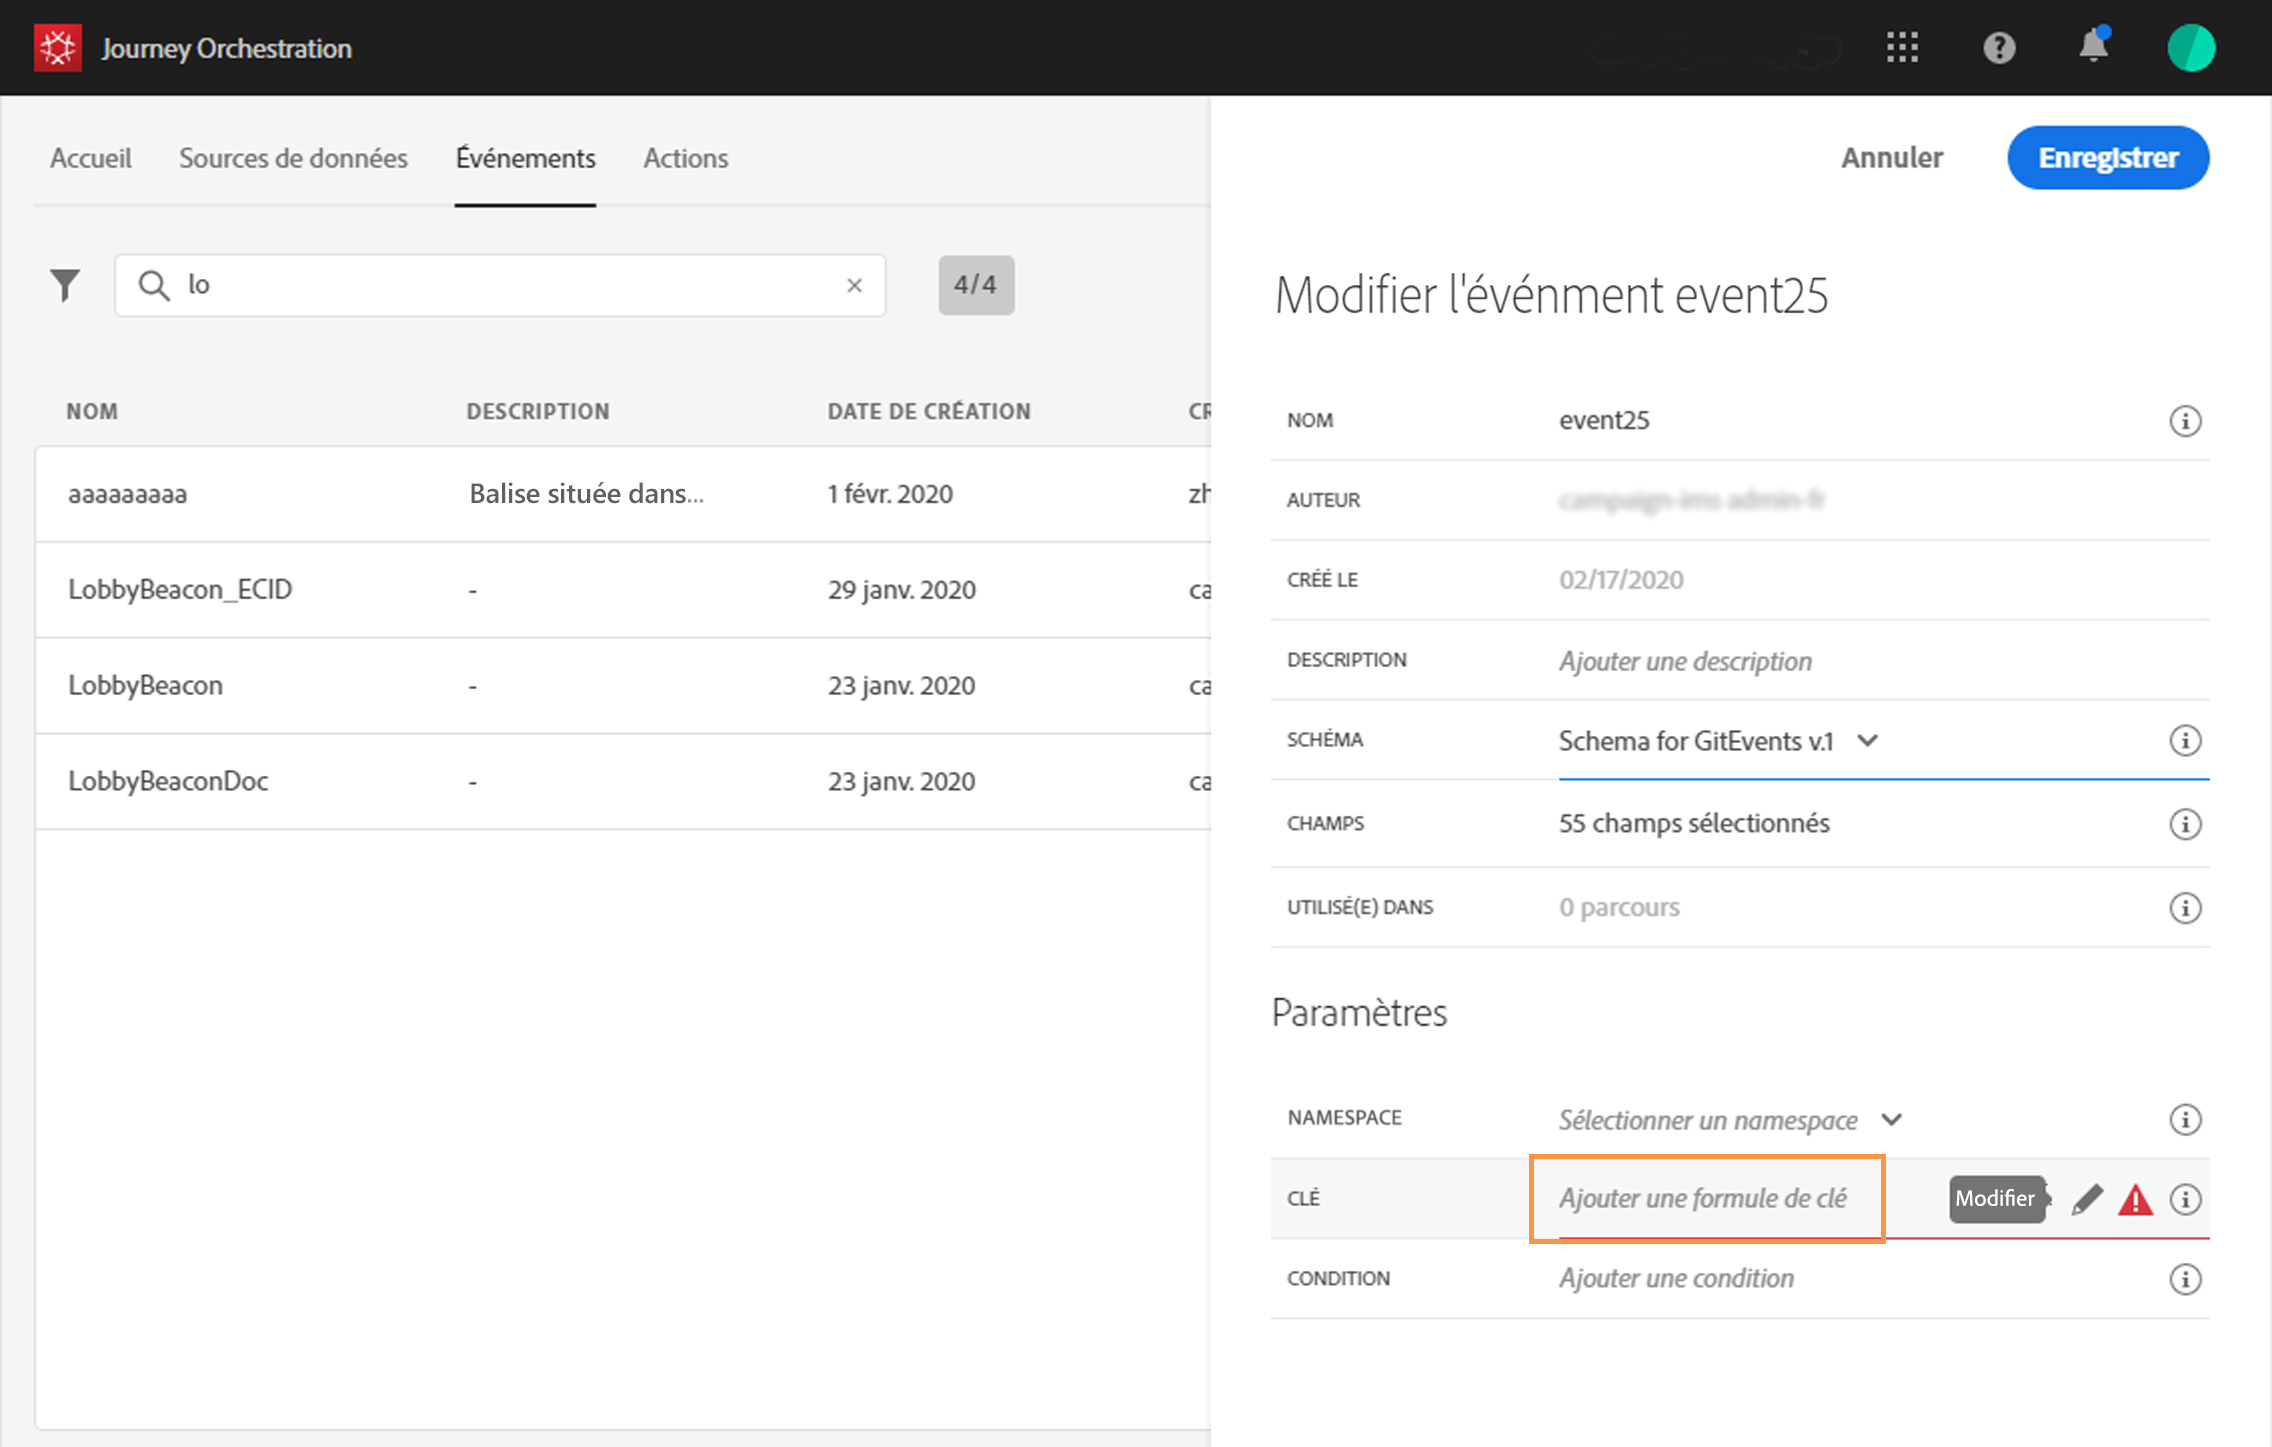 Journey Orchestration
Accueil Sources de données Événements Actions
lo 4/4
NOM DESCRIPTION DATE DE CRÉATION CR
aaaaaaaaa Balise située dans... 1 févr. 2020 zh
LobbyBeacon_ECID - 29 janv. 2020 ca
LobbyBeacon - 23 janv. 2020 ca
LobbyBeaconDoc - 23 janv. 2020 ca
Annuler Enregistrer
Modifier l'événment event25
NOM event25
AUTEUR campaign-ims admin-fr
CRÉÉ LE 02/17/2020
DESCRIPTION Ajouter une description
SCHÉMA Schema for GitEvents v.1
CHAMPS 55 champs sélectionnés
UTILISÉ(E) DANS 0 parcours
Paramètres
NAMESPACE Sélectionner un namespace
CLÉ Ajouter une formule de clé Modifier
CONDITION Ajouter une condition